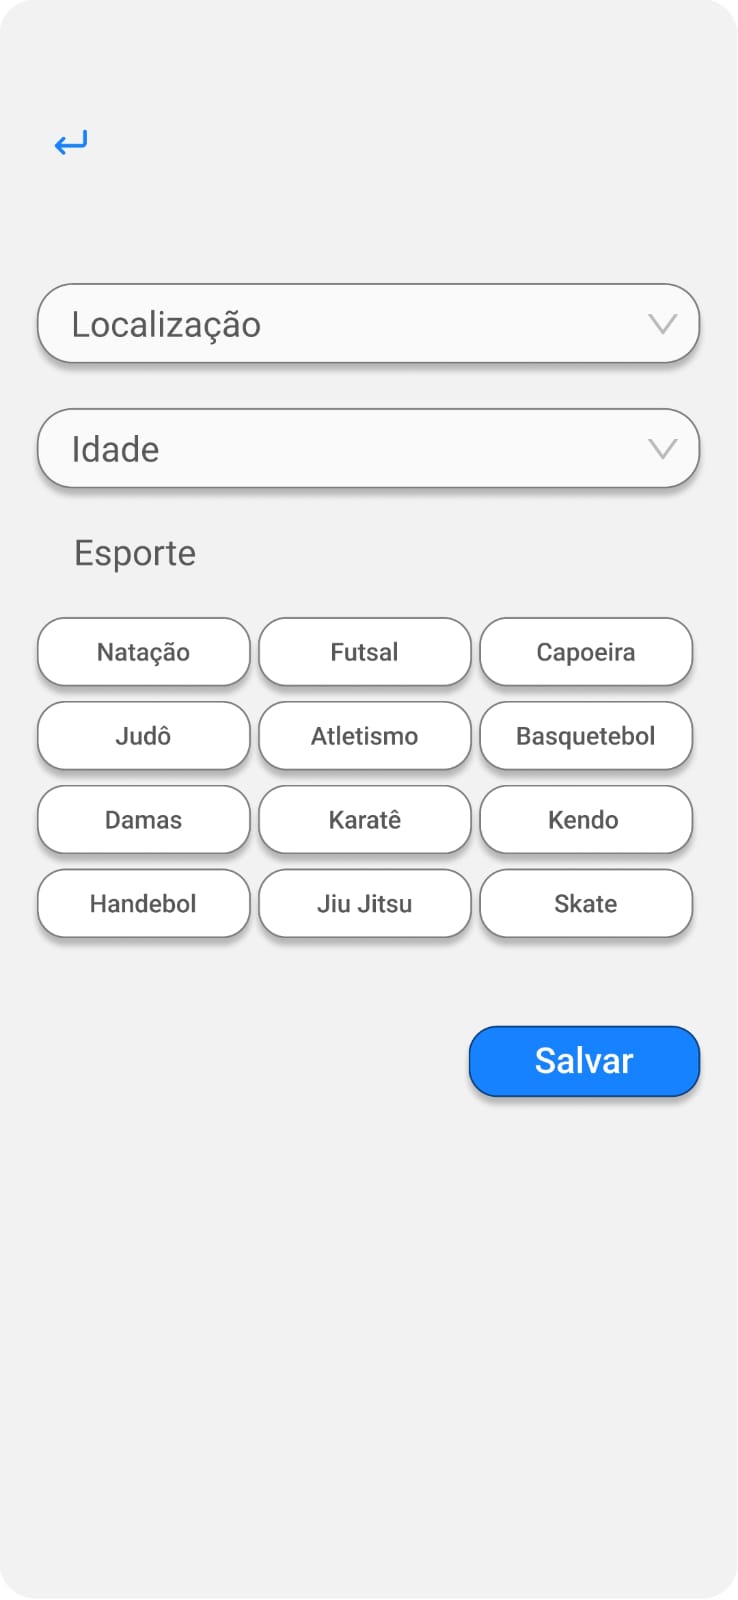 Localização
Idade
Esporte
Natação Futsal Capoeira
Judô Atletismo Basquetebol
Damas Karatê Kendo
Handebol Jiu Jitsu Skate
Salvar